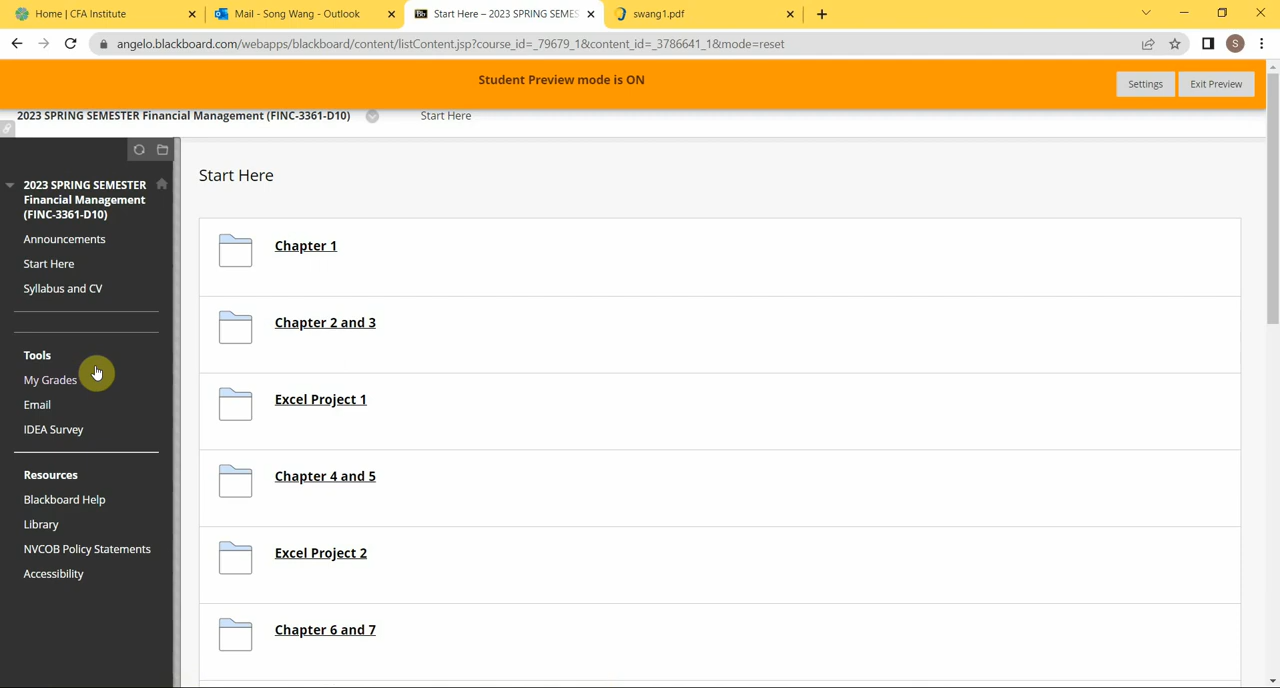 Home | CFA Institute
Mail - Song Wang - Outlook
Start Here – 2023 SPRING SEMES
swang1.pdf
angelo.blackboard.com/webapps/blackboard/content/listContent.jsp?course_id=_79679_1&content_id=_3786641_1&mode=reset
S
Student Preview mode is ON
Settings
Exit Preview
2023 SPRING SEMESTER Financial Management (FINC-3361-D10)
Start Here
2023 SPRING SEMESTER
Financial Management
(FINC-3361-D10)
Announcements
Start Here
Syllabus and CV
Tools
My Grades
Email
IDEA Survey
Resources
Blackboard Help
Library
NVCOB Policy Statements
Accessibility
Start Here
Chapter 1
Chapter 2 and 3
Excel Project 1
Chapter 4 and 5
Excel Project 2
Chapter 6 and 7